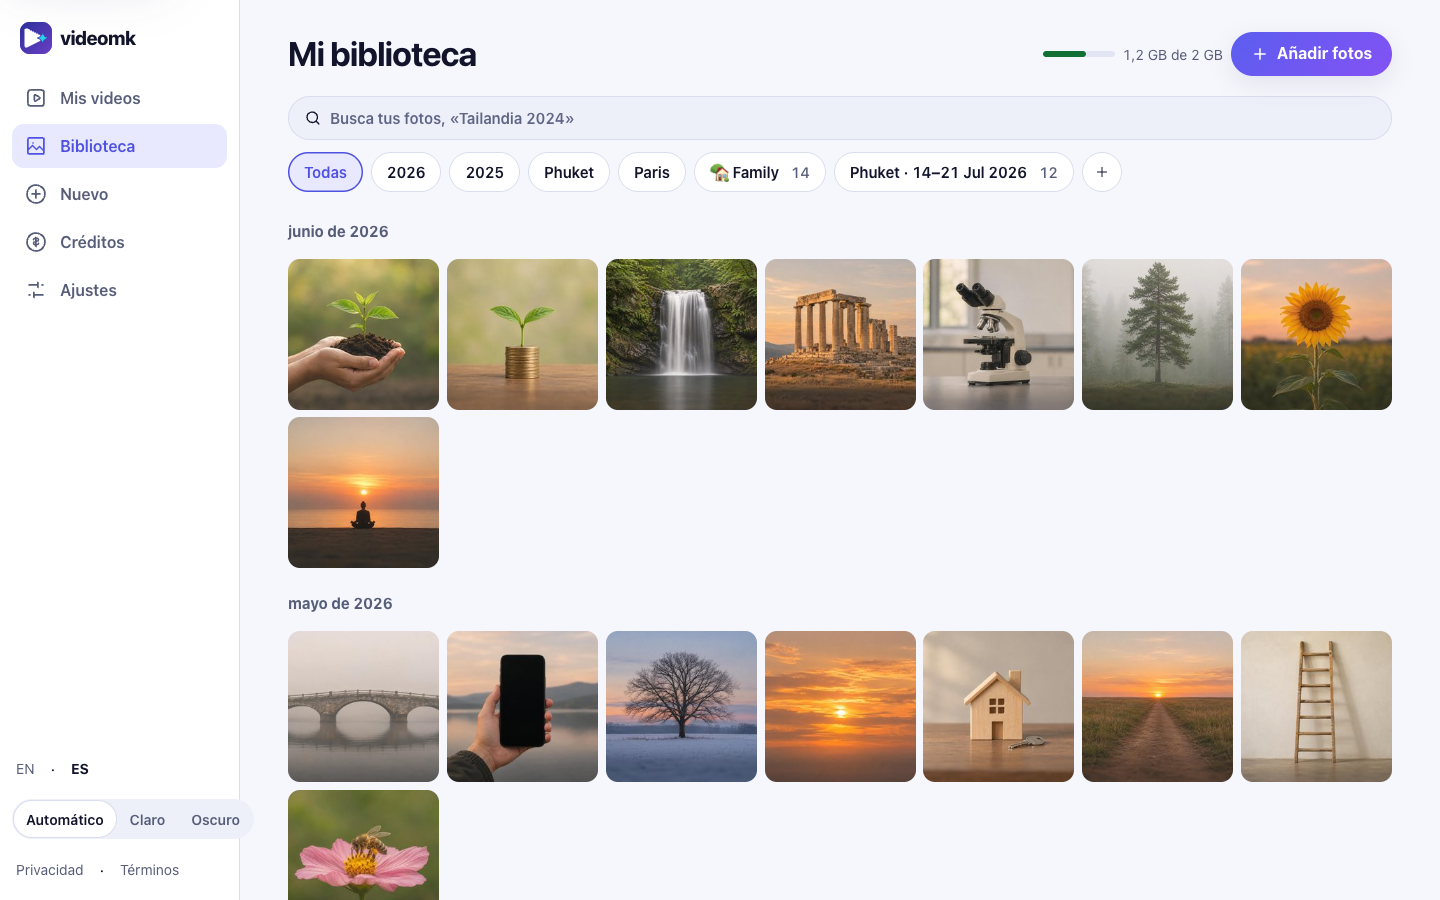 videomk
Mis videos
Biblioteca
Nuevo
Créditos
Ajustes
EN · ES
Automático Claro Oscuro
Privacidad · Términos
Mi biblioteca
1,2 GB de 2 GB
+ Añadir fotos
Busca tus fotos, «Tailandia 2024»
Todas 2026 2025 Phuket Paris 🏡 Family 14 Phuket · 14–21 Jul 2026 12 +
junio de 2026
mayo de 2026